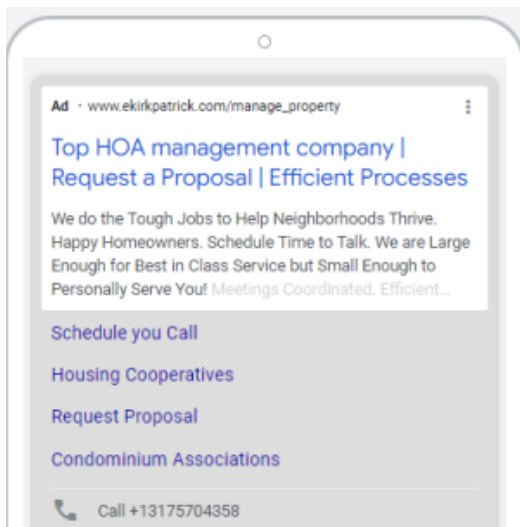 Ad · www.ekirkpatrick.com/manage_property
Top HOA management company |
Request a Proposal | Efficient Processes
We do the Tough Jobs to Help Neighborhoods Thrive.
Happy Homeowners. Schedule Time to Talk. We are Large
Enough for Best in Class Service but Small Enough to
Personally Serve You! Meetings Coordinated. Efficient...
Schedule you Call
Housing Cooperatives
Request Proposal
Condominium Associations
Call +13175704358